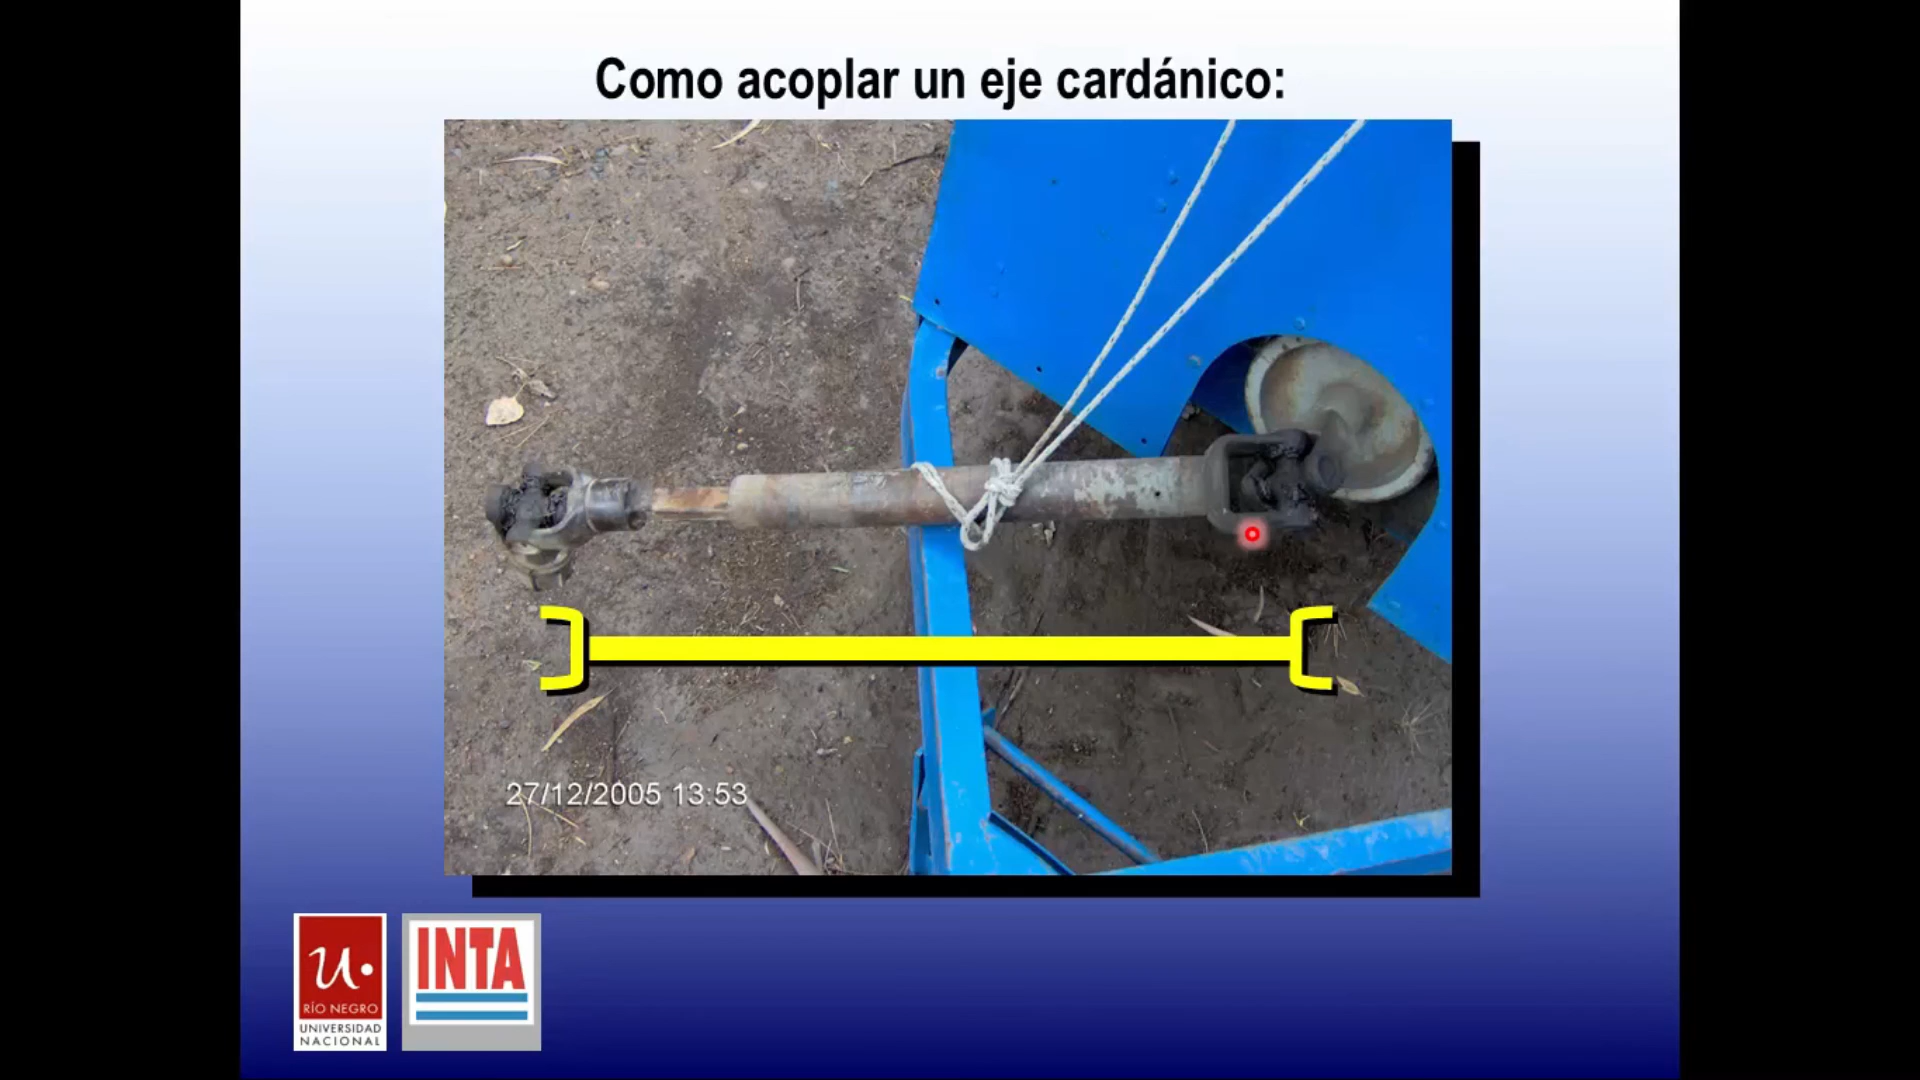 Como acoplar un eje cardánico:
27/12/2005 13:53
u.
RÍO NEGRO
UNIVERSIDAD
NACIONAL
INTA